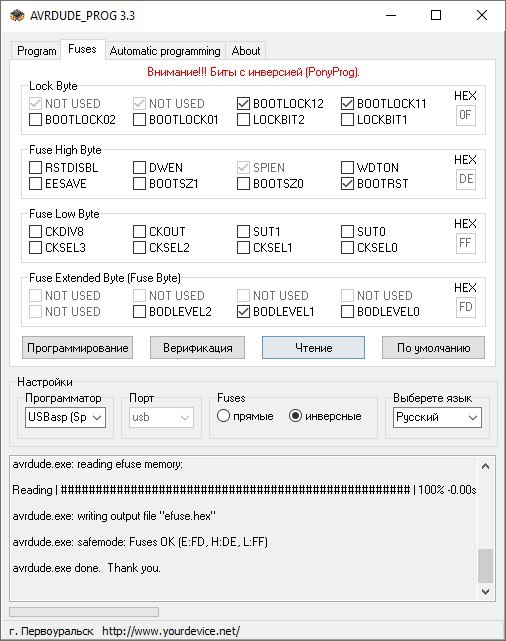 AVRDUDE_PROG 3.3
Program Fuses Automatic programming About
Внимание!!! Биты с инверсией (PonyProg).
Lock Byte
HEX
NOT USED NOT USED BOOTLOCK12 BOOTLOCK11 0F
BOOTLOCK02 BOOTLOCK01 LOCKBIT2 LOCKBIT1
Fuse High Byte
HEX
RSTDISBL DWEN SPIEN WDTON
EESAVE BOOTSZ1 BOOTSZ0 BOOTRST DE
Fuse Low Byte
HEX
CKDIV8 CKOUT SUT1 SUT0
CKSEL3 CKSEL2 CKSEL1 CKSEL0 FF
Fuse Extended Byte (Fuse Byte)
HEX
NOT USED NOT USED NOT USED NOT USED
NOT USED BODLEVEL2 BODLEVEL1 BODLEVEL0 FD
Программирование Верификация Чтение По умолчанию
Настройки
Программатор Порт Fuses Выберете язык
USBasp (Sp usb прямые инверсные Русский
avrdude.exe: reading efuse memory:
Reading | ################################################## | 100% -0.00s
avrdude.exe: writing output file "efuse.hex"
avrdude.exe: safemode: Fuses OK (E:FD, H:DE, L:FF)
avrdude.exe done.  Thank you.
г. Первоуральск http://www.yourdevice.net/